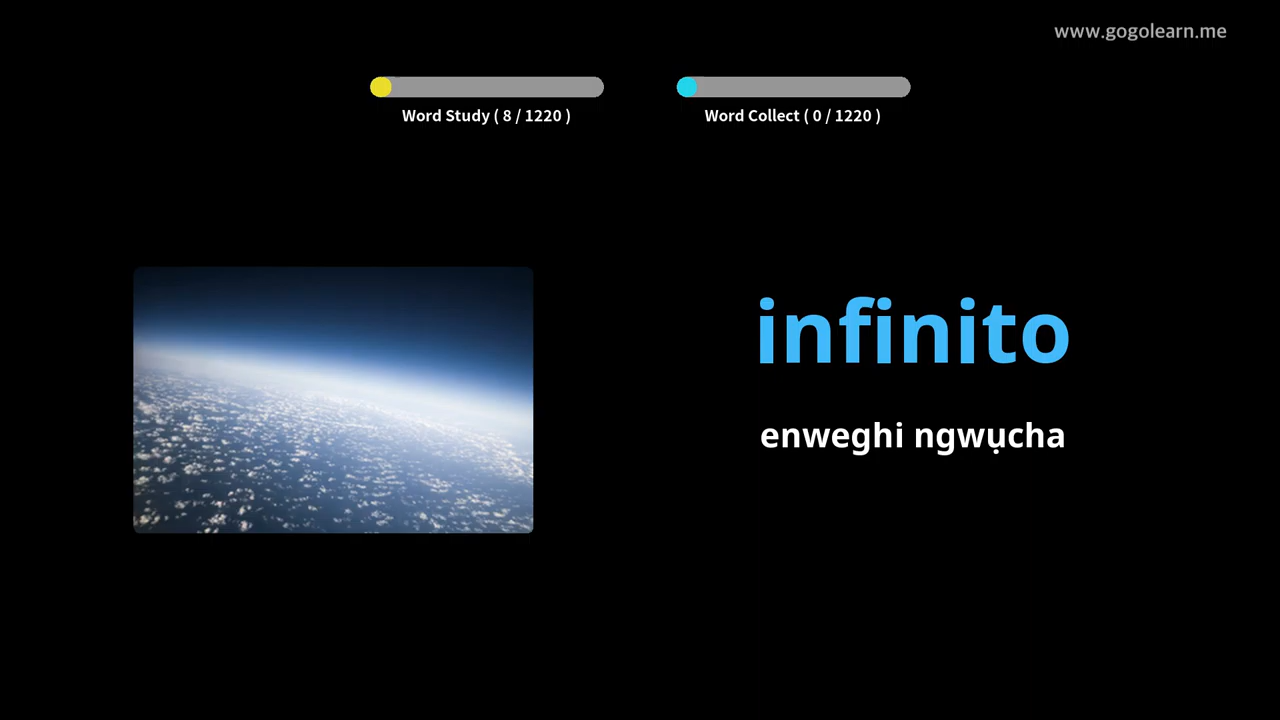 www.gogolearn.me
Word Study ( 8 / 1220 )
Word Collect ( 0 / 1220 )
infinito
enweghi ngwụcha